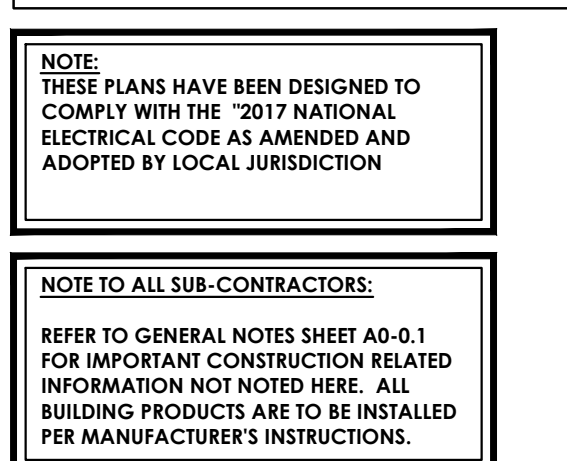 NOTE:
THESE PLANS HAVE BEEN DESIGNED TO
COMPLY WITH THE "2017 NATIONAL
ELECTRICAL CODE AS AMENDED AND
ADOPTED BY LOCAL JURISDICTION
NOTE TO ALL SUB-CONTRACTORS:
REFER TO GENERAL NOTES SHEET A0-0.1
FOR IMPORTANT CONSTRUCTION RELATED
INFORMATION NOT NOTED HERE. ALL
BUILDING PRODUCTS ARE TO BE INSTALLED
PER MANUFACTURER'S INSTRUCTIONS.